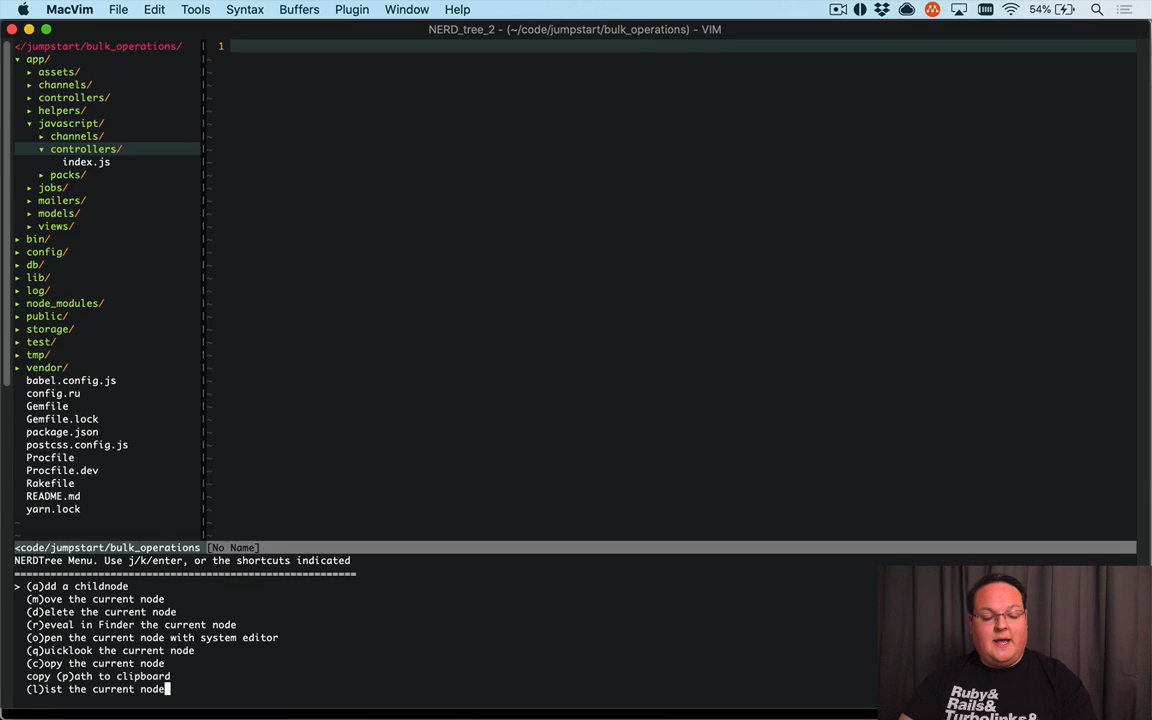 MacVim File Edit Tools Syntax Buffers Plugin Window Help 54%
NERD_tree_2 - (~/code/jumpstart/bulk_operations) - VIM
</jumpstart/bulk_operations/ 1
▾ app/
▸ assets/
▸ channels/
▸ controllers/
▸ helpers/
▾ javascript/
▸ channels/
▾ controllers/
index.js
▸ packs/
▸ jobs/
▸ mailers/
▸ models/
▸ views/
▸ bin/
▸ config/
▸ db/
▸ lib/
▸ log/
▸ node_modules/
▸ public/
▸ storage/
▸ test/
▸ tmp/
▸ vendor/
babel.config.js
config.ru
Gemfile
Gemfile.lock
package.json
postcss.config.js
Procfile
Procfile.dev
Rakefile
README.md
yarn.lock
<code/jumpstart/bulk_operations [No Name]
NERDTree Menu. Use j/k/enter, or the shortcuts indicated
=========================================================
> (a)dd a childnode
(m)ove the current node
(d)elete the current node
(r)eveal in Finder the current node
(o)pen the current node with system editor
(q)uicklook the current node
(c)opy the current node
copy (p)ath to clipboard
(l)ist the current node
Ruby&
Rails&
Turbolinks&